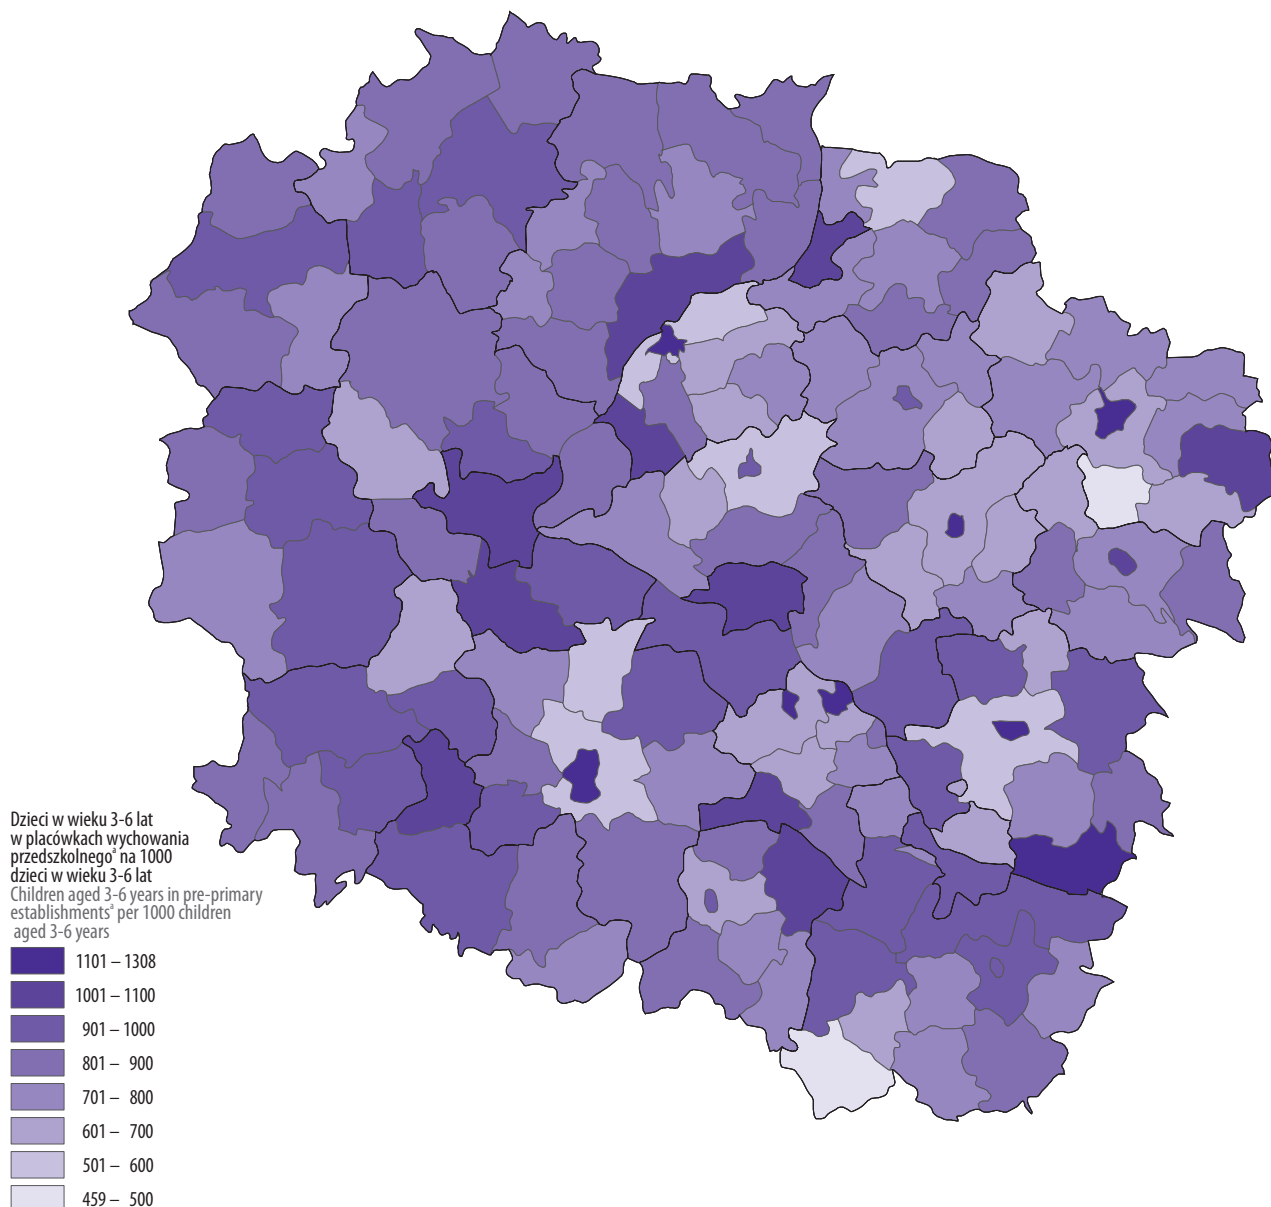 Dzieci w wieku 3-6 lat
w placówkach wychowania
przedszkolnegoª na 1000
dzieci w wieku 3-6 lat
Children aged 3-6 years in pre-primary
establishmentsª per 1000 children
aged 3-6 years
1101 – 1308
1001 – 1100
901 – 1000
801 – 900
701 – 800
601 – 700
501 – 600
459 – 500